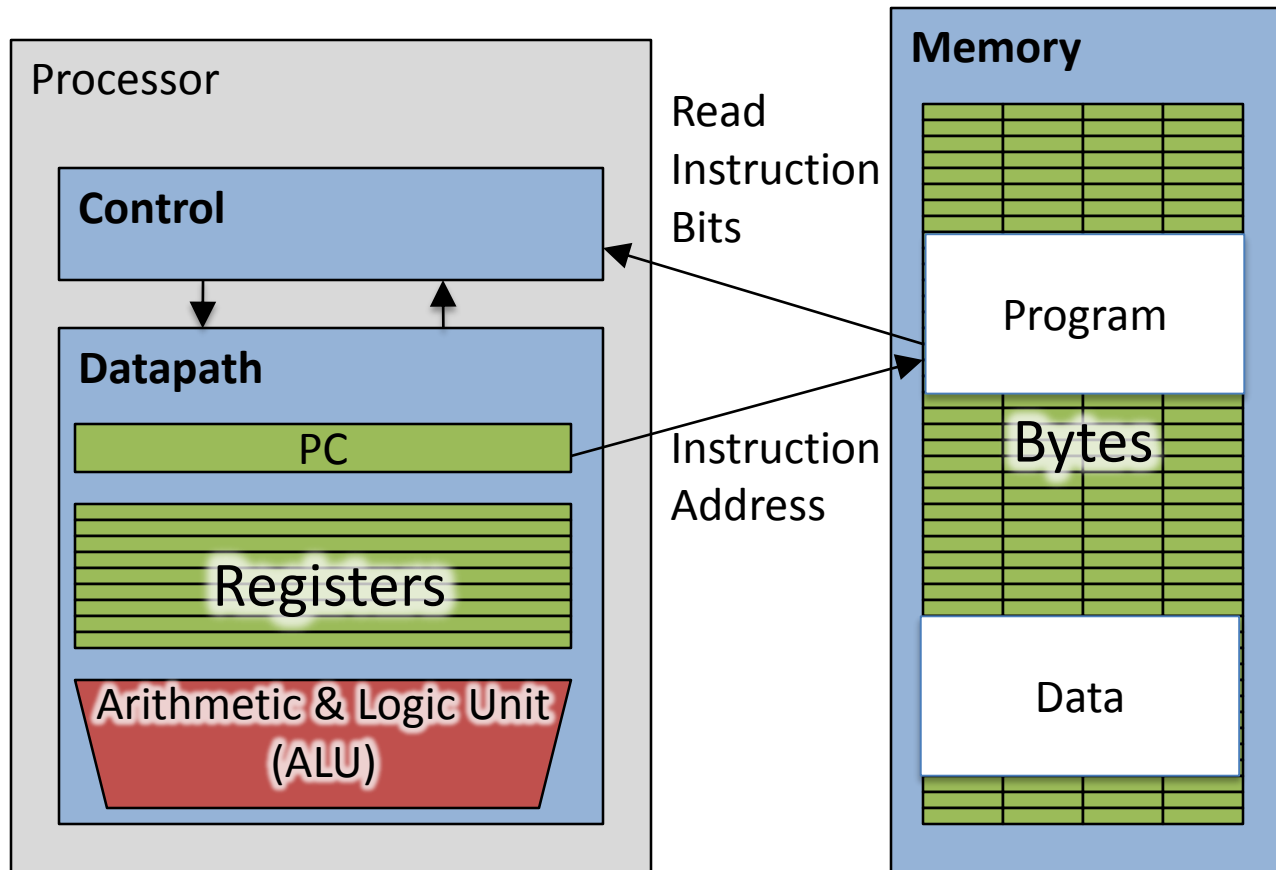 Processor
Control
Datapath
PC
Registers
Arithmetic & Logic Unit
(ALU)
Read
Instruction
Bits
Instruction
Address
Memory
Program
Bytes
Data